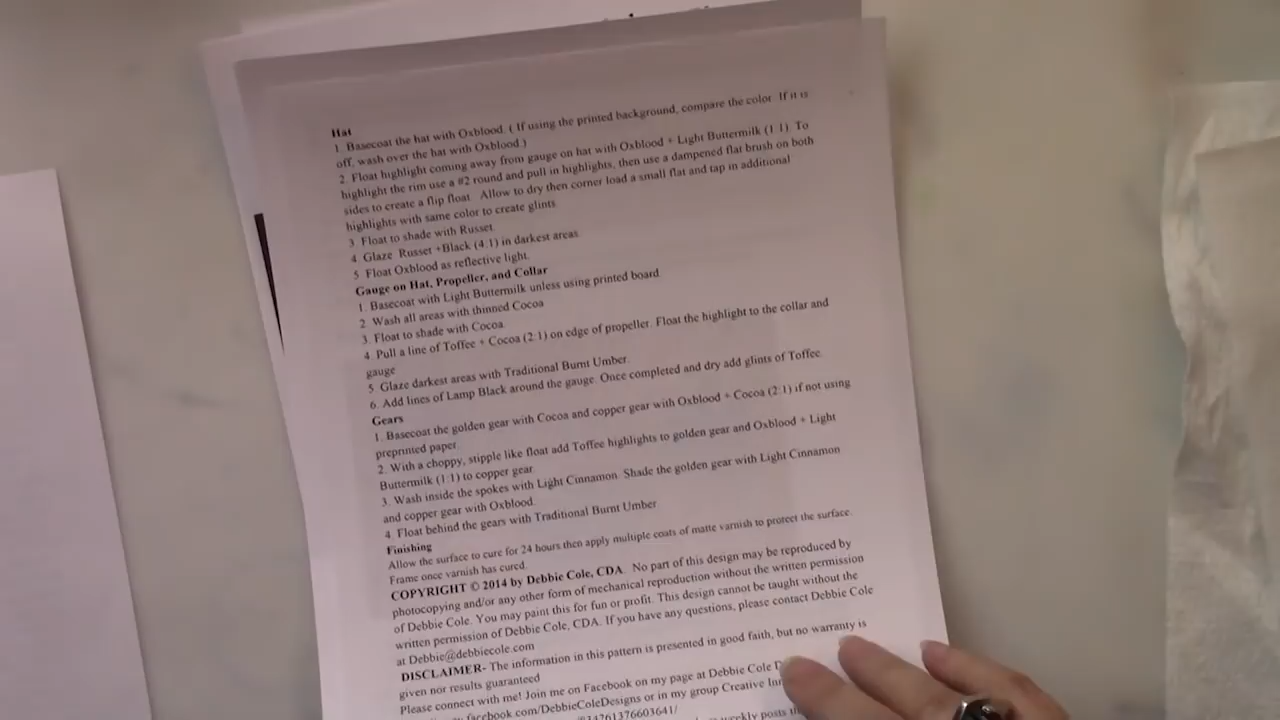 Hat
1. Basecoat the hat with Oxblood. ( If using the printed background, compare the color. If it is
off, wash over the hat with Oxblood.)
2. Float highlight coming away from gauge on hat with Oxblood + Light Buttermilk (1:1). To
highlight the rim use a #2 round and pull in highlights, then use a dampened flat brush on both
sides to create a flip float. Allow to dry then corner load a small flat and tap in additional
highlights with same color to create glints.
3. Float to shade with Russet.
4. Glaze Russet +Black (4:1) in darkest areas.
5. Float Oxblood as reflective light.
Gauge on Hat, Propeller, and Collar
1. Basecoat with Light Buttermilk unless using printed board.
2. Wash all areas with thinned Cocoa
3. Float to shade with Cocoa.
4. Pull a line of Toffee + Cocoa (2:1) on edge of propeller. Float the highlight to the collar and
gauge
5. Glaze darkest areas with Traditional Burnt Umber.
6. Add lines of Lamp Black around the gauge. Once completed and dry add glints of Toffee.
Gears
1. Basecoat the golden gear with Cocoa and copper gear with Oxblood + Cocoa (2:1) if not using
preprinted paper.
2. With a choppy, stipple like float add Toffee highlights to golden gear and Oxblood + Light
Buttermilk (1:1) to copper gear.
3. Wash inside the spokes with Light Cinnamon. Shade the golden gear with Light Cinnamon
and copper gear with Oxblood.
4. Float behind the gears with Traditional Burnt Umber.
Finishing
Allow the surface to cure for 24 hours then apply multiple coats of matte varnish to protect the surface.
Frame once varnish has cured.
COPYRIGHT © 2014 by Debbie Cole, CDA. No part of this design may be reproduced by
photocopying and/or any other form of mechanical reproduction without the written permission
of Debbie Cole. You may paint this for fun or profit. This design cannot be taught without the
written permission of Debbie Cole, CDA. If you have any questions, please contact Debbie Cole
at Debbie@debbiecole.com
DISCLAIMER- The information in this pattern is presented in good faith, but no warranty is
given nor results guaranteed
Please connect with me! Join me on Facebook on my page at Debbie Cole
facebook.com/DebbieColeDesigns or in my group Creative
weekly posts